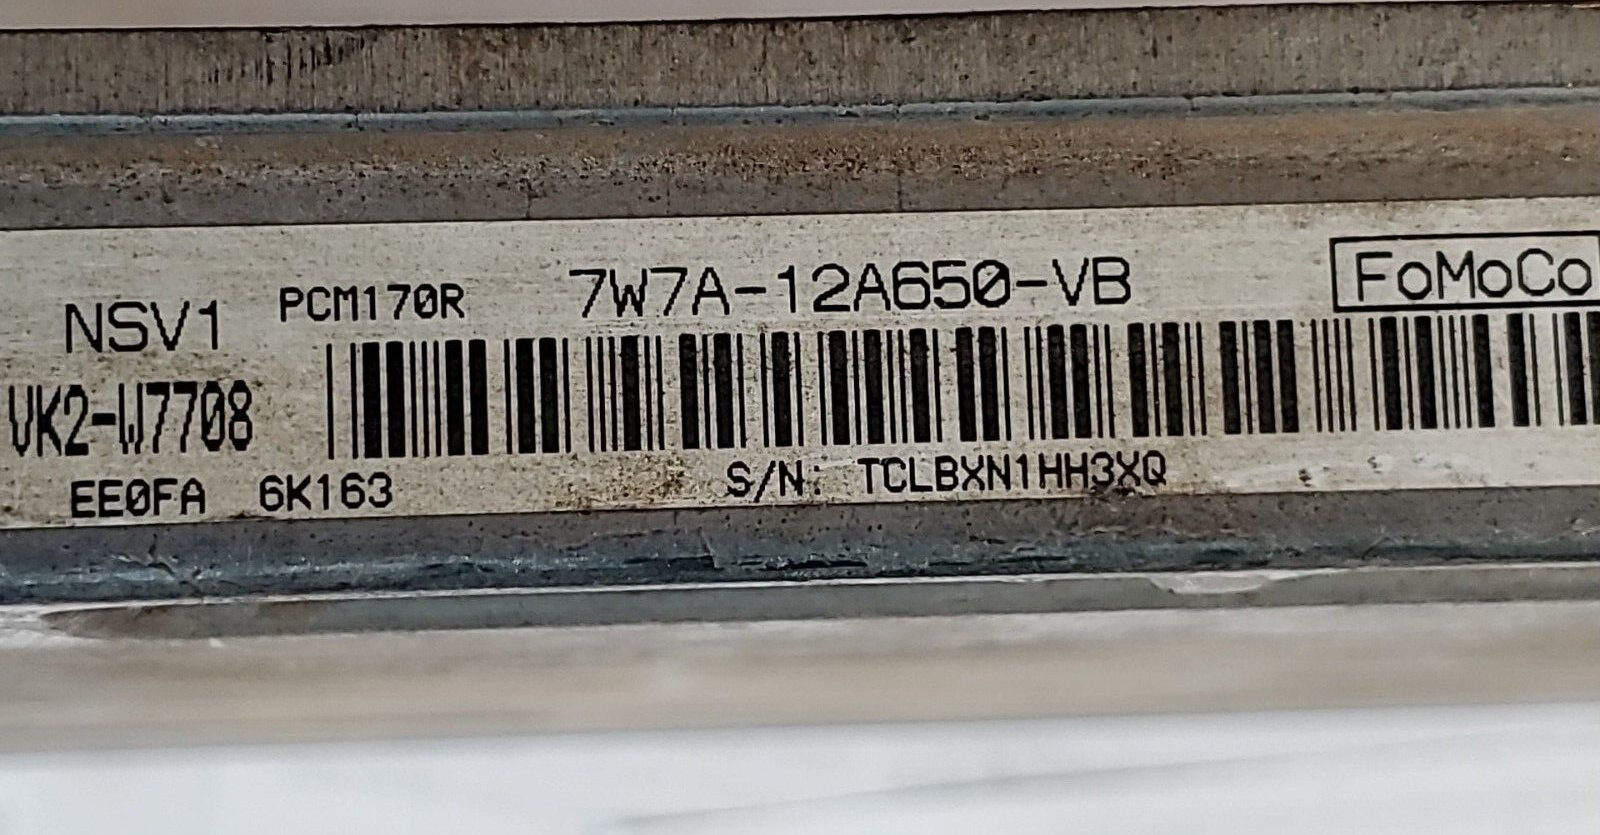 NSV1 PCM170R 7W7A-12A650-VB FoMoCo
VK2-W7708
EE0FA 6K163 S/N: TCLBXN1HH3XQ